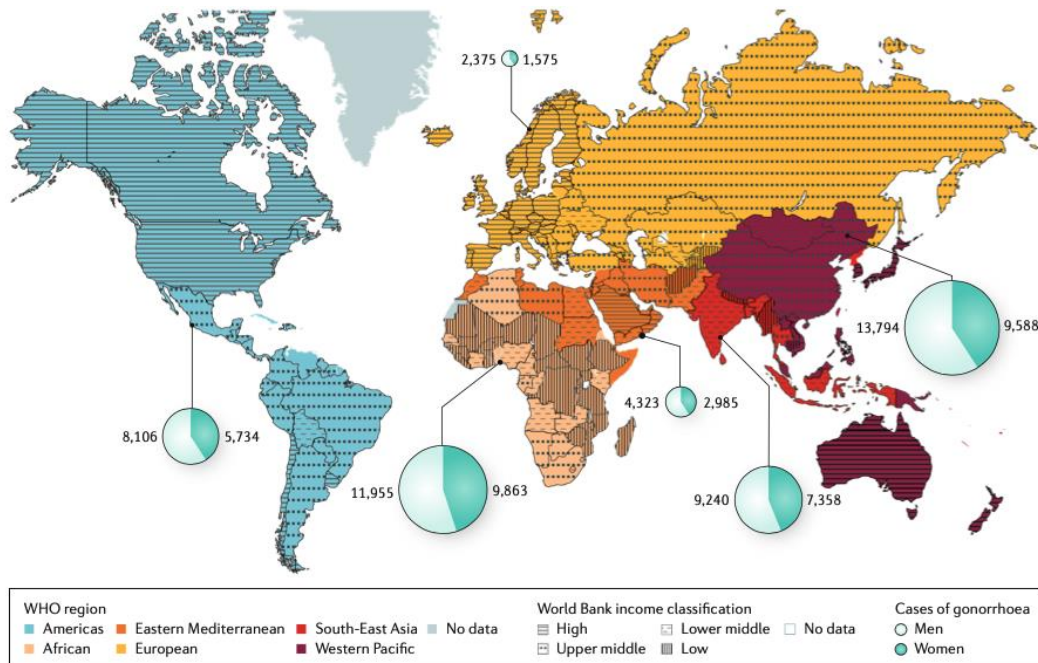 2,375 1,575
13,794 9,588
4,323 2,985
8,106 5,734
11,955 9,863
9,240 7,358
WHO region
Americas Eastern Mediterranean South-East Asia No data
African European Western Pacific
World Bank income classification
High Lower middle No data
Upper middle Low
Cases of gonorrhoea
Men
Women